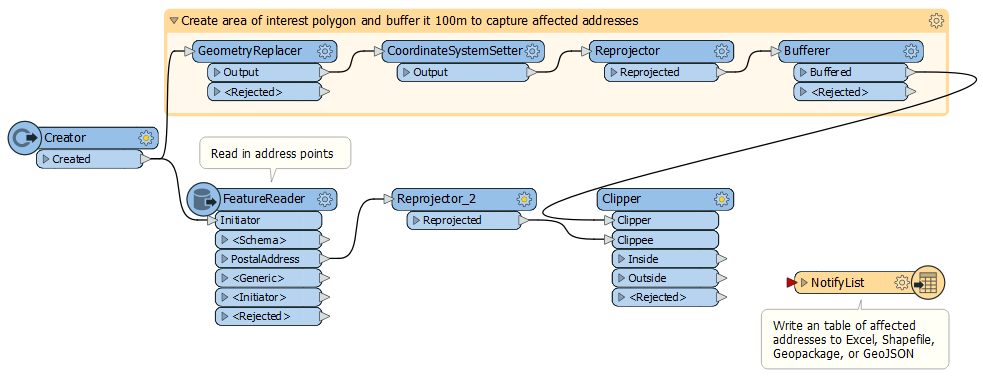 Create area of interest polygon and buffer it 100m to capture affected addresses
GeometryReplacer
Output
<Rejected>
CoordinateSystemSetter
Output
Reprojector
Reprojected
Bufferer
Buffered
<Rejected>
Creator
Created
Read in address points
FeatureReader
Initiator
<Schema>
PostalAddress
<Generic>
<Initiator>
<Rejected>
Reprojector_2
Reprojected
Clipper
Clipper
Clippee
Inside
Outside
<Rejected>
NotifyList
Write an table of affected
addresses to Excel, Shapefile,
Geopackage, or GeoJSON